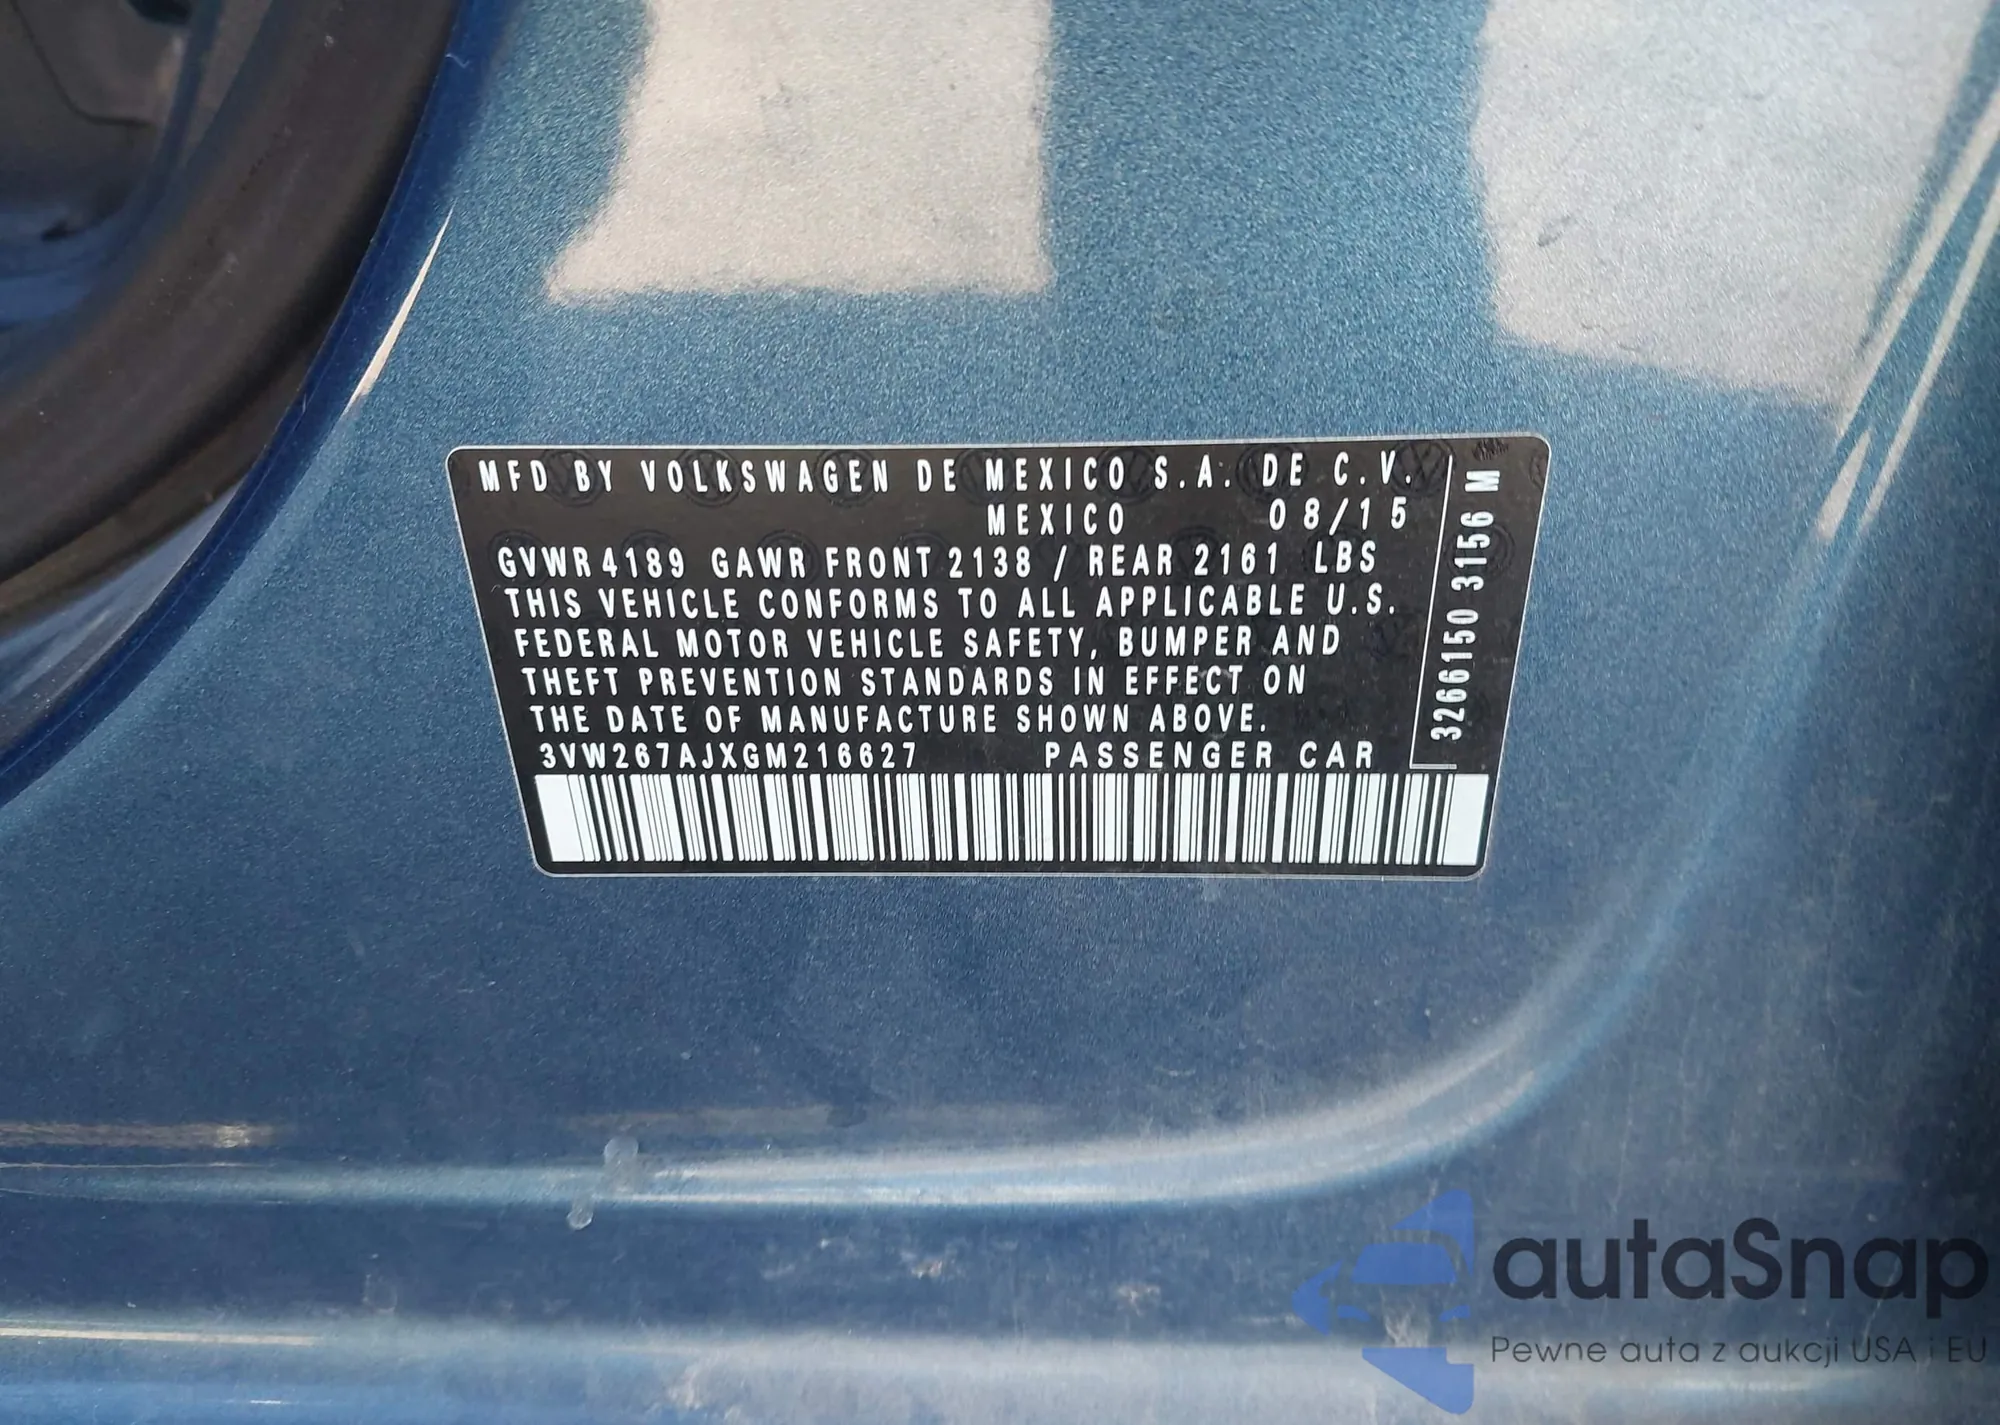 MFD BY VOLKSWAGEN DE MEXICO S.A. DE C.V.
MEXICO 08/15
GVWR 4189 GAWR FRONT 2138 / REAR 2161 LBS
THIS VEHICLE CONFORMS TO ALL APPLICABLE U.S.
FEDERAL MOTOR VEHICLE SAFETY, BUMPER AND
THEFT PREVENTION STANDARDS IN EFFECT ON
THE DATE OF MANUFACTURE SHOWN ABOVE.
3VW267AJXGM216627 PASSENGER CAR
3266150 3156 M
autaSnap
Pewne auta z aukcji USA i EU